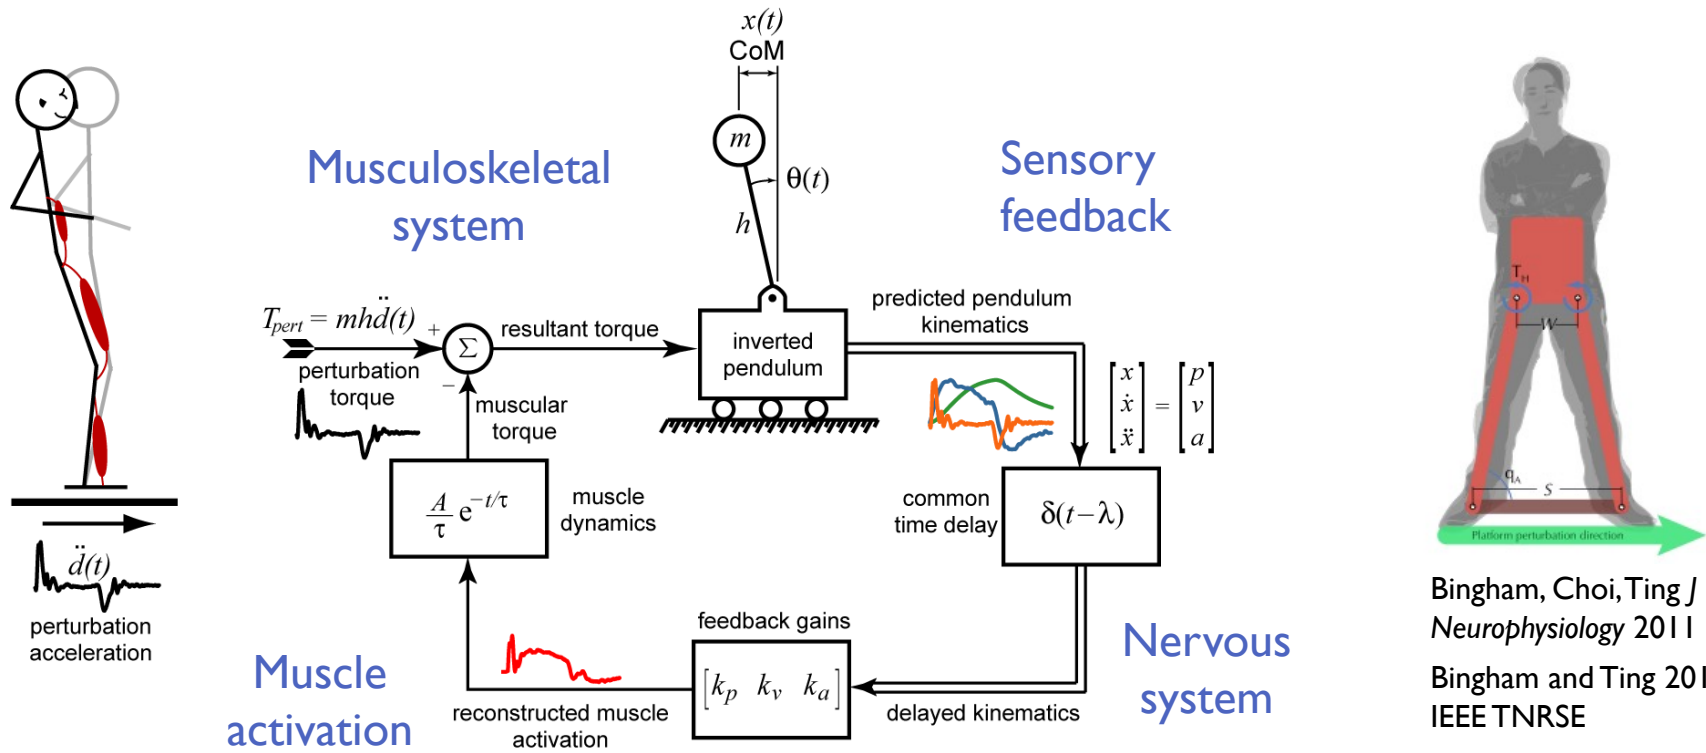 x(t)
CoM
m
θ(t)
h
Musculoskeletal
system
Sensory
feedback
T_pert = mhd̈(t)
+
Σ
−
resultant torque
perturbation
torque
muscular
torque
inverted
pendulum
predicted pendulum
kinematics
[x ẋ ẍ] = [p v a]
A/τ e^{−t/τ}
muscle
dynamics
common
time delay
δ(t−λ)
d̈(t)
perturbation
acceleration
feedback gains
[k_p k_v k_a]
reconstructed muscle
activation
delayed kinematics
Muscle
activation
Nervous
system
T_H
W
q_A
S
Platform perturbation direction
Bingham, Choi, Ting J
Neurophysiology 2011
Bingham and Ting 201
IEEE TNRSE